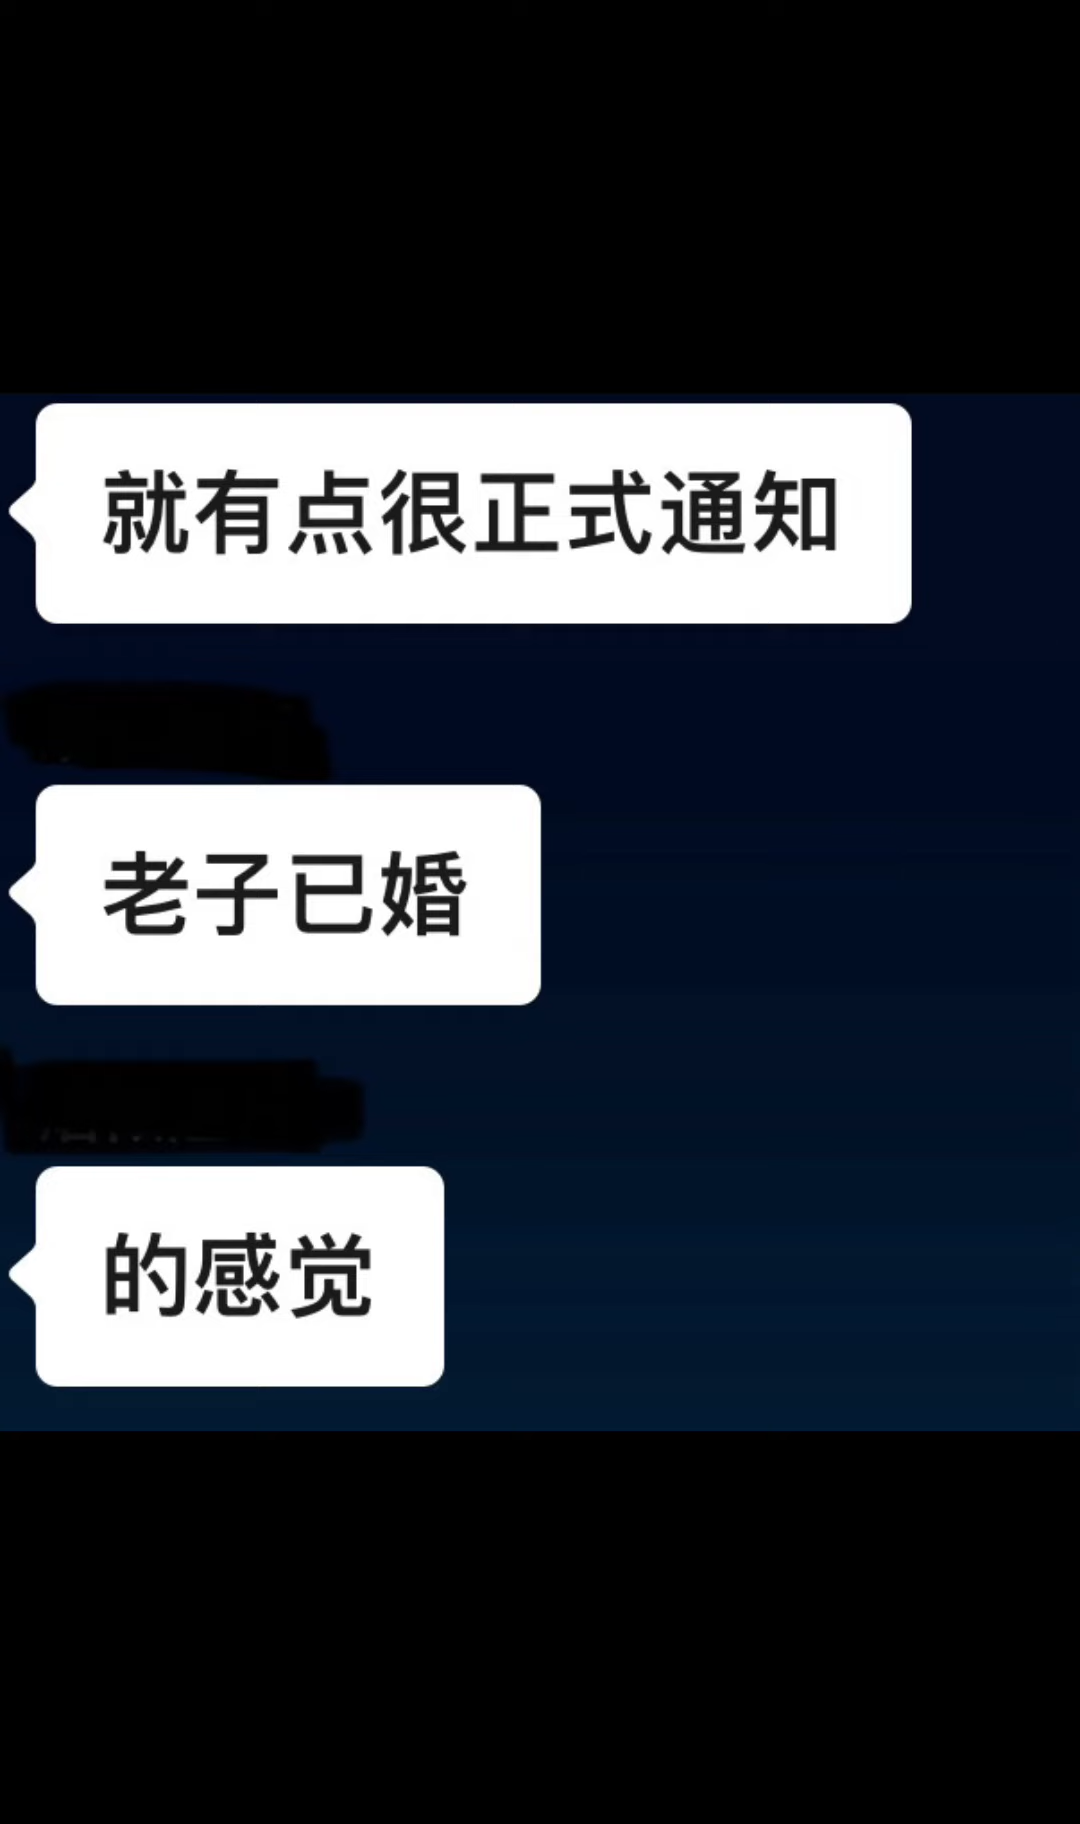 就有点很正式通知
老子已婚
的感觉